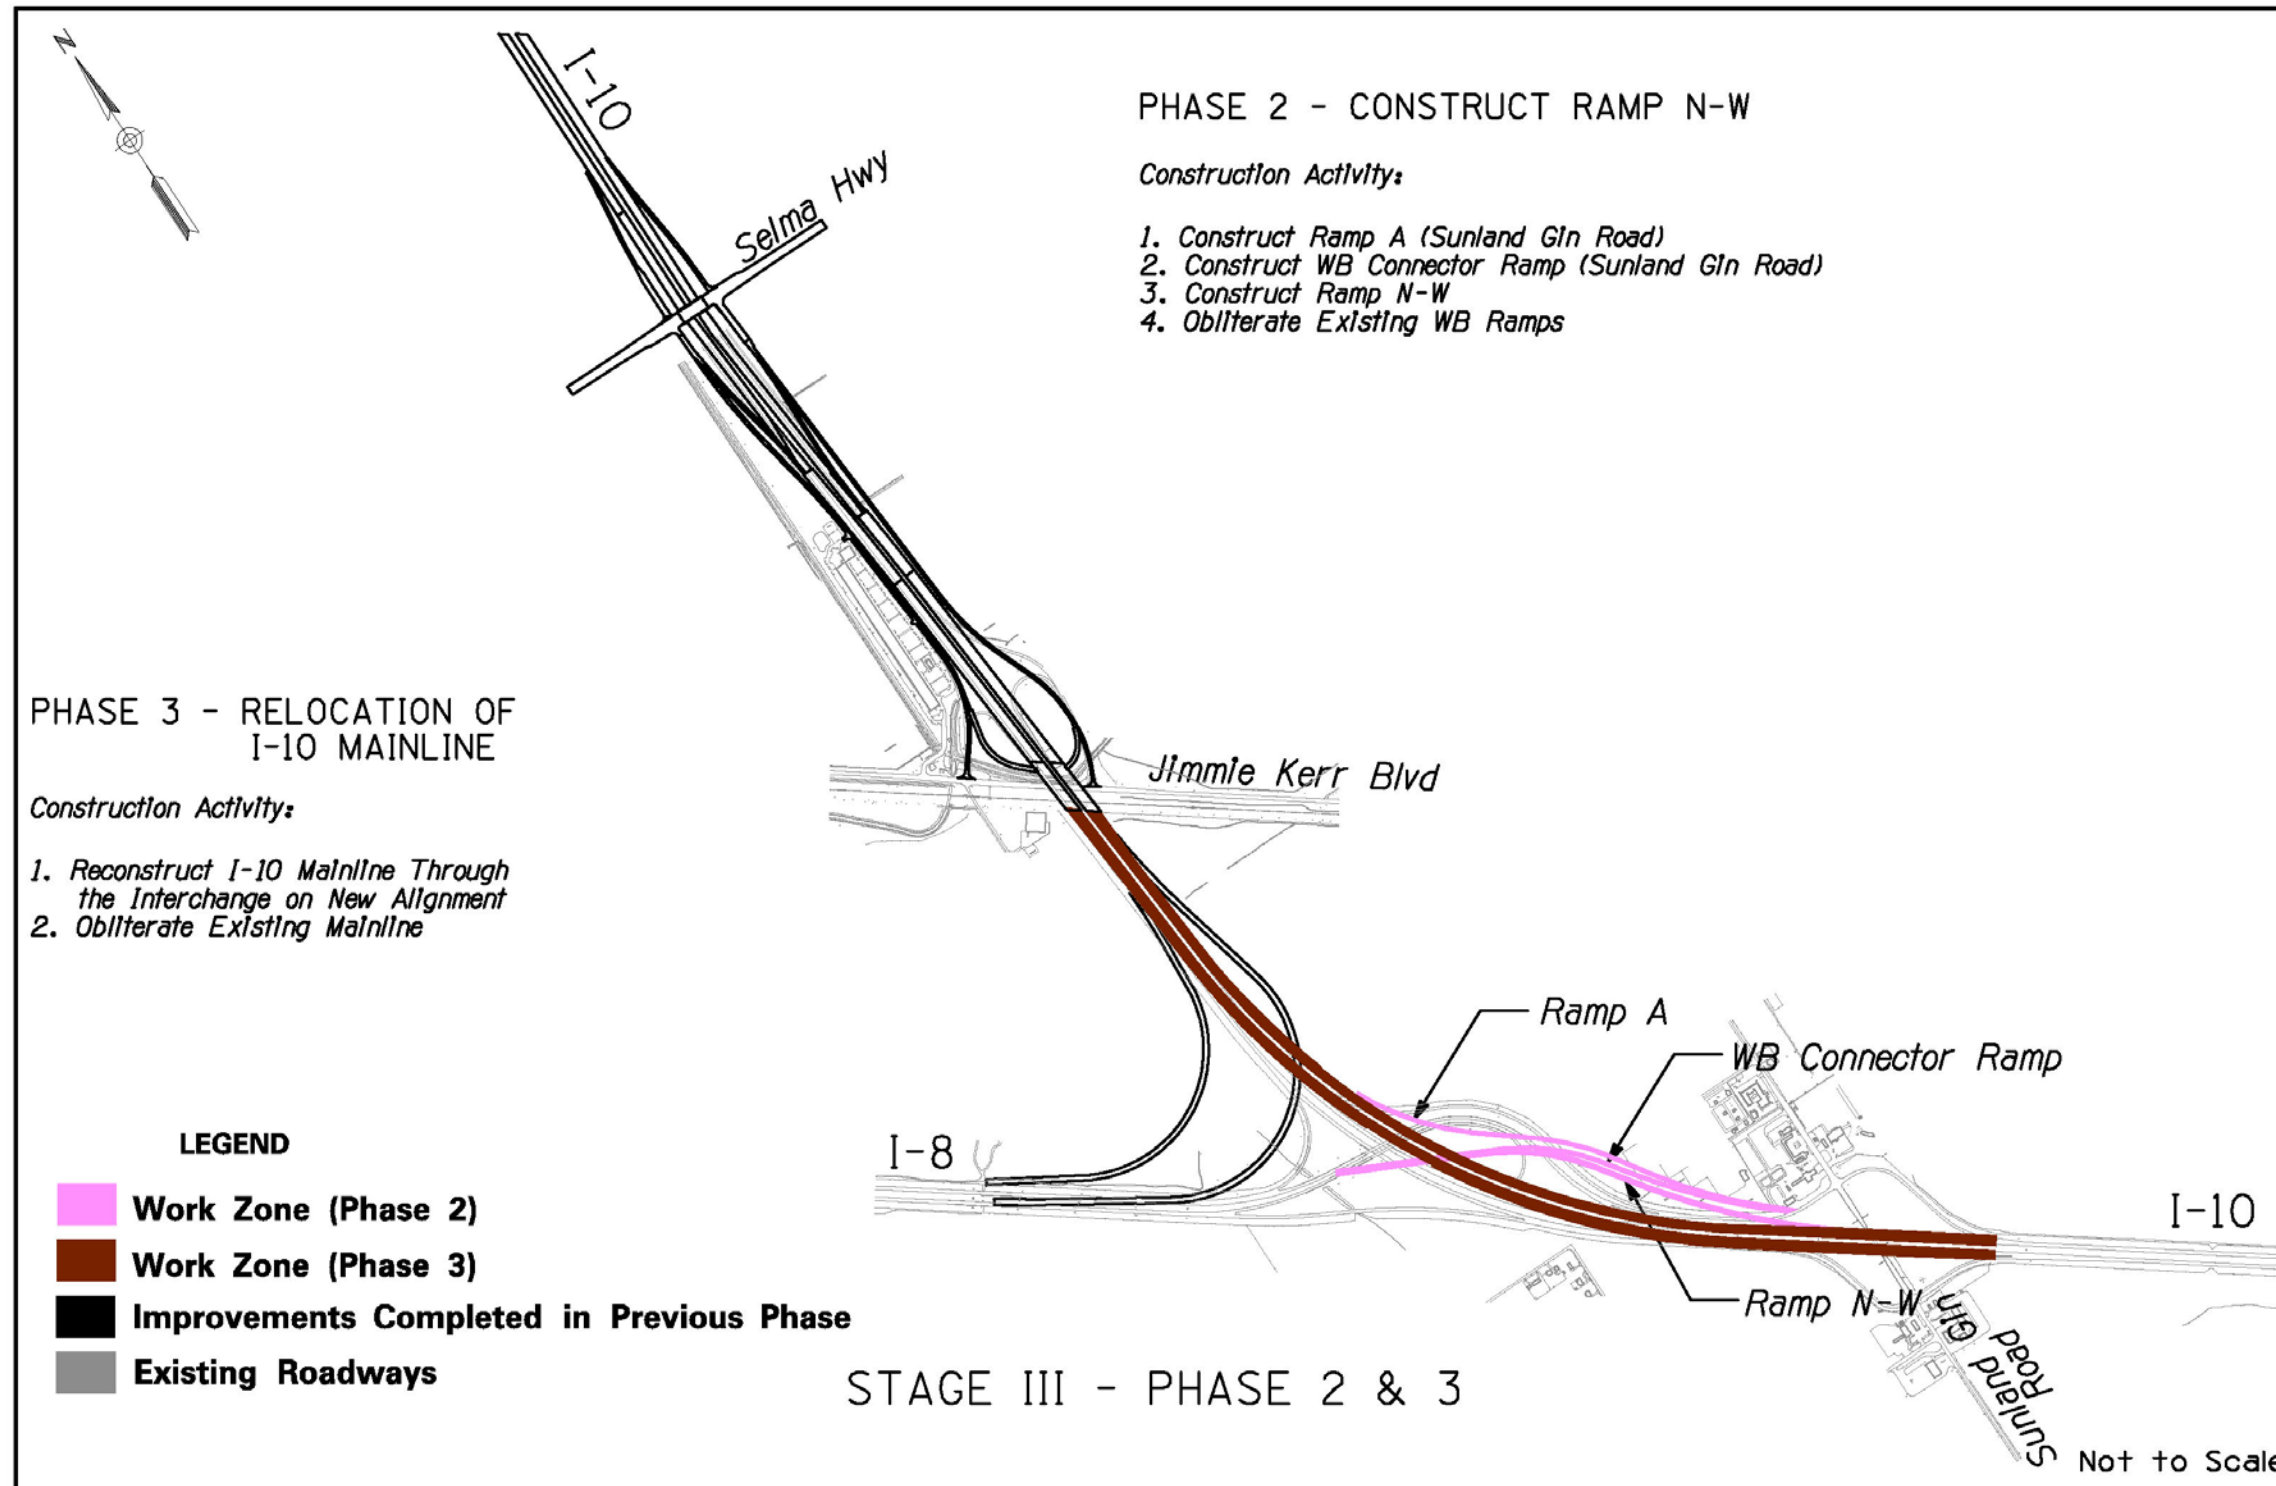 N
I-10
Selma Hwy
PHASE 2 - CONSTRUCT RAMP N-W
Construction Activity:
1. Construct Ramp A (Sunland Gin Road)
2. Construct WB Connector Ramp (Sunland Gin Road)
3. Construct Ramp N-W
4. Obliterate Existing WB Ramps
PHASE 3 - RELOCATION OF
I-10 MAINLINE
Construction Activity:
1. Reconstruct I-10 Mainline Through
the Interchange on New Alignment
2. Obliterate Existing Mainline
Jimmie Kerr Blvd
Ramp A
WB Connector Ramp
I-8
I-10
Ramp N-W
Sunland Gin
Road
LEGEND
Work Zone (Phase 2)
Work Zone (Phase 3)
Improvements Completed in Previous Phase
Existing Roadways
STAGE III - PHASE 2 & 3
Not to Scale